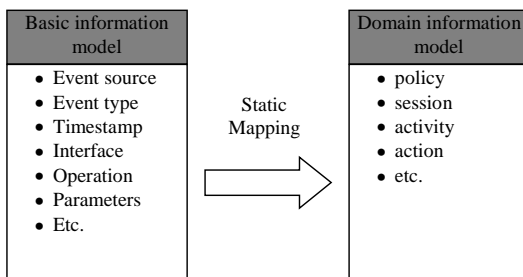 Basic information
model
• Event source
• Event type
• Timestamp
• Interface
• Operation
• Parameters
• Etc.
Static
Mapping
Domain information
model
• policy
• session
• activity
• action
• etc.